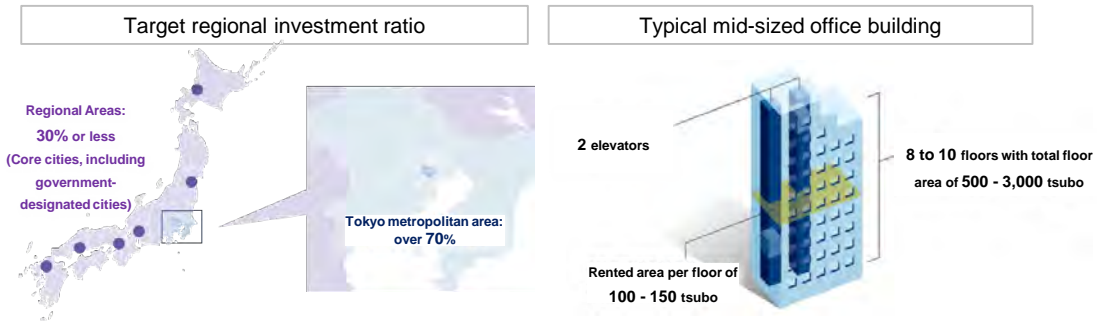 Target regional investment ratio
Regional Areas:
30% or less
(Core cities, including
government-
designated cities)
Tokyo metropolitan area:
over 70%
Typical mid-sized office building
2 elevators
8 to 10 floors with total floor
area of 500 - 3,000 tsubo
Rented area per floor of
100 - 150 tsubo